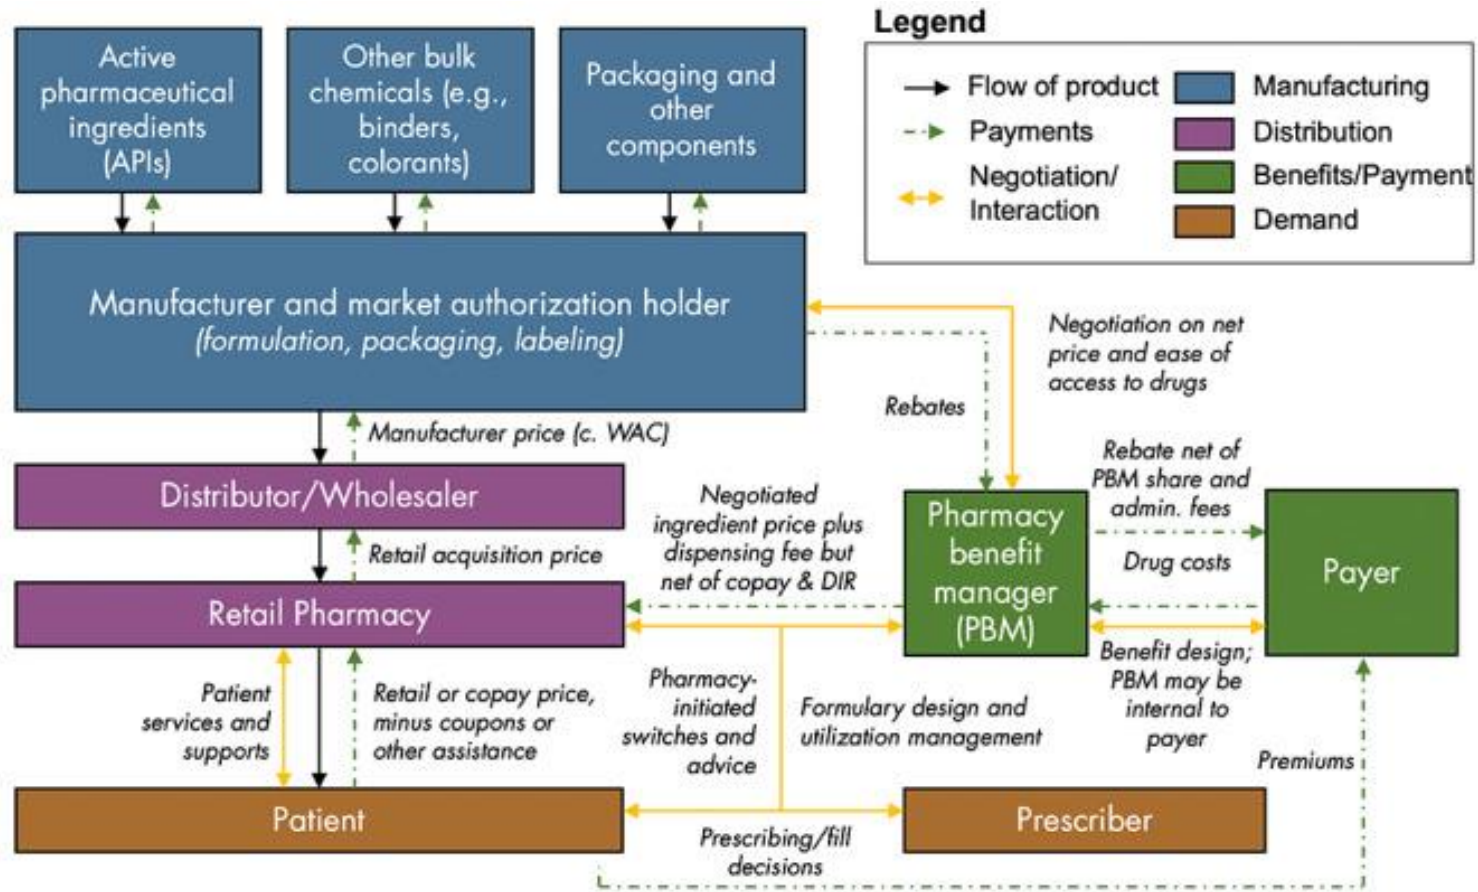 Legend
Flow of product
Payments
Negotiation/
Interaction
Manufacturing
Distribution
Benefits/Payment
Demand
Active
pharmaceutical
ingredients
(APIs)
Other bulk
chemicals (e.g.,
binders,
colorants)
Packaging and
other
components
Manufacturer and market authorization holder
(formulation, packaging, labeling)
Negotiation on net
price and ease of
access to drugs
Rebates
Manufacturer price (c. WAC)
Distributor/Wholesaler
Retail acquisition price
Retail Pharmacy
Negotiated
ingredient price plus
dispensing fee but
net of copay & DIR
Pharmacy
benefit
manager
(PBM)
Rebate net of
PBM share and
admin. fees
Drug costs
Payer
Benefit design;
PBM may be
internal to
payer
Patient
services and
supports
Retail or copay price,
minus coupons or
other assistance
Pharmacy-
initiated
switches and
advice
Formulary design and
utilization management
Premiums
Patient
Prescriber
Prescribing/fill
decisions